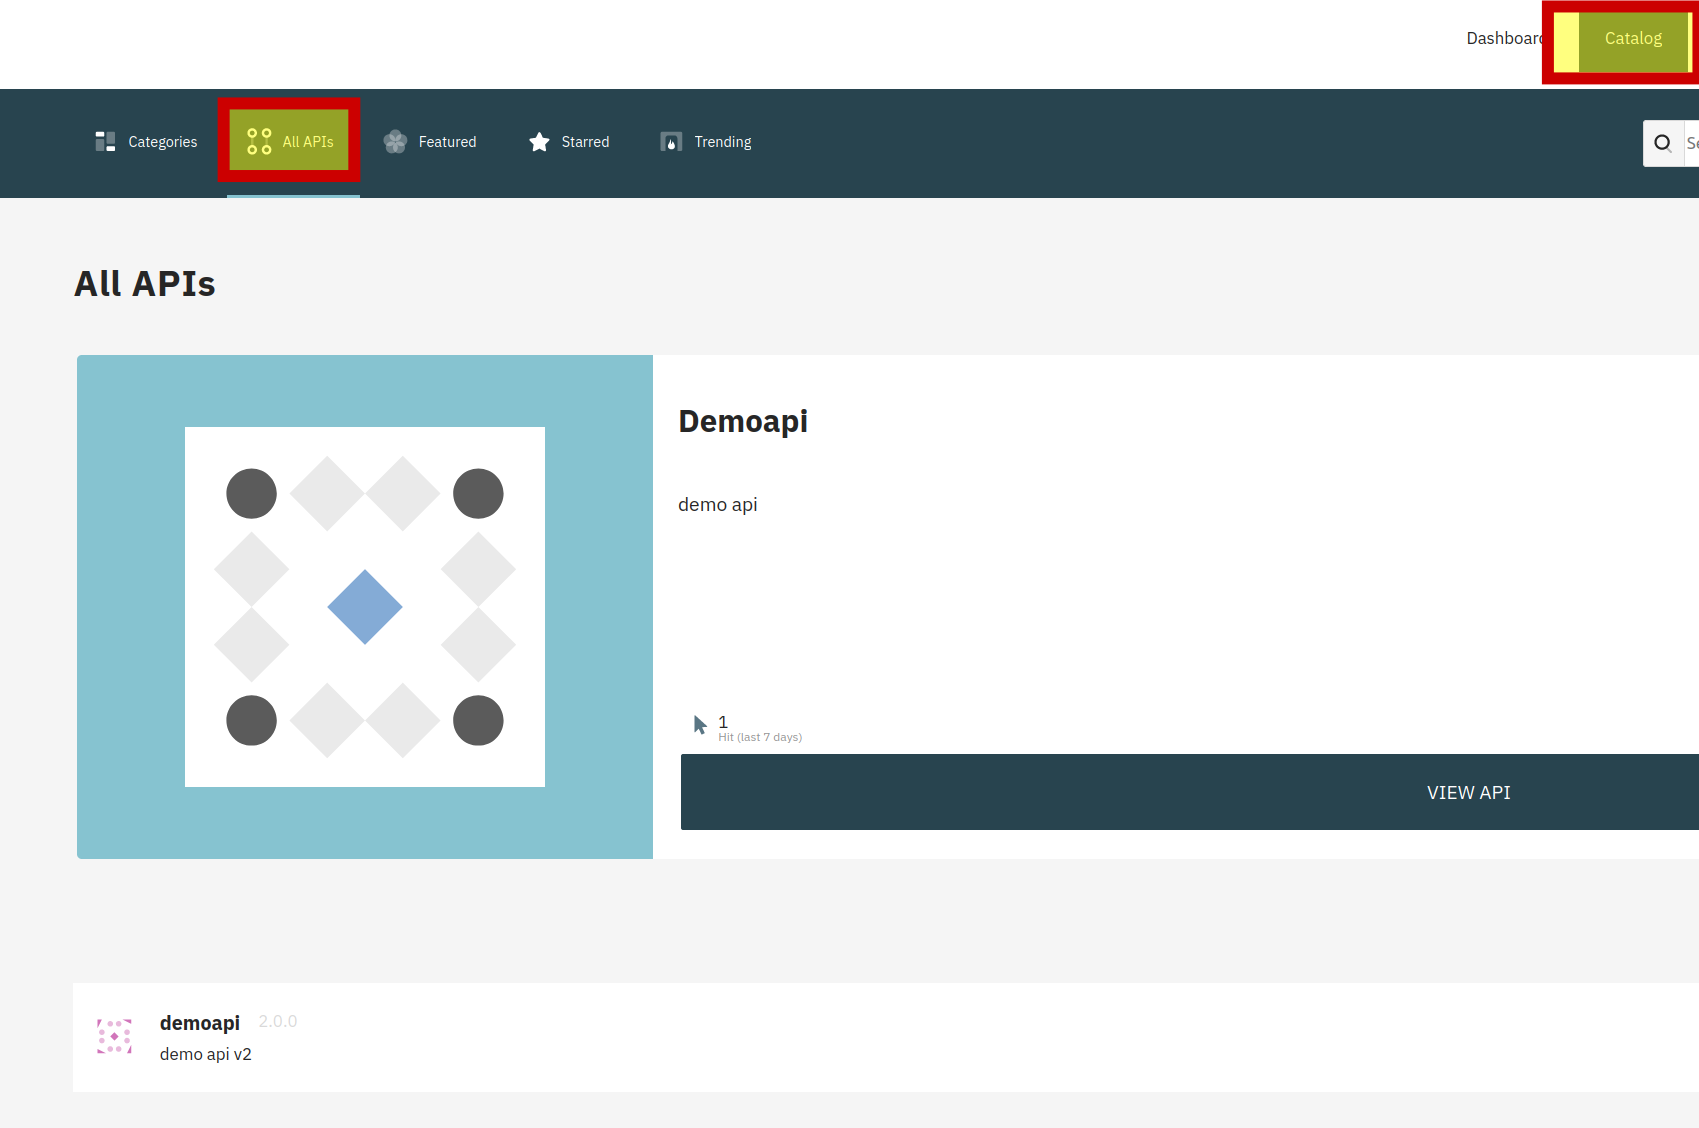 Dashboard Catalog
Categories All APIs Featured Starred Trending
All APIs
Demoapi
demo api
1
Hit (last 7 days)
VIEW API
demoapi 2.0.0
demo api v2